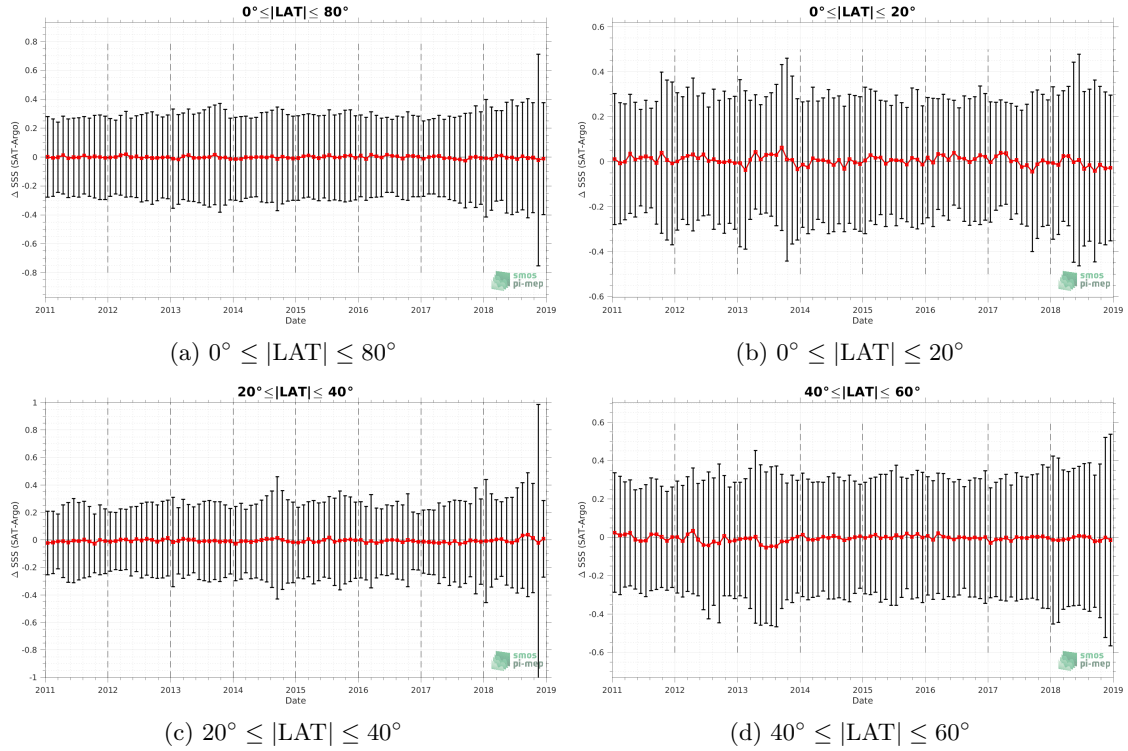 0°≤|LAT|≤ 80°
Δ SSS (SAT-Argo)
0.8
0.6
0.4
0.2
0
-0.2
-0.4
-0.6
-0.8
smos
pi-mep
2011 2012 2013 2014 2015 2016 2017 2018 2019
Date
(a) 0° ≤ |LAT| ≤ 80°
0°≤|LAT|≤ 20°
Δ SSS (SAT-Argo)
0.6
0.4
0.2
0
-0.2
-0.4
-0.6
smos
pi-mep
2011 2012 2013 2014 2015 2016 2017 2018 2019
Date
(b) 0° ≤ |LAT| ≤ 20°
20°≤|LAT|≤ 40°
Δ SSS (SAT-Argo)
1
0.8
0.6
0.4
0.2
0
-0.2
-0.4
-0.6
-0.8
-1
smos
pi-mep
2011 2012 2013 2014 2015 2016 2017 2018 2019
Date
(c) 20° ≤ |LAT| ≤ 40°
40°≤|LAT|≤ 60°
Δ SSS (SAT-Argo)
0.6
0.4
0.2
0
-0.2
-0.4
-0.6
smos
pi-mep
2011 2012 2013 2014 2015 2016 2017 2018 2019
Date
(d) 40° ≤ |LAT| ≤ 60°